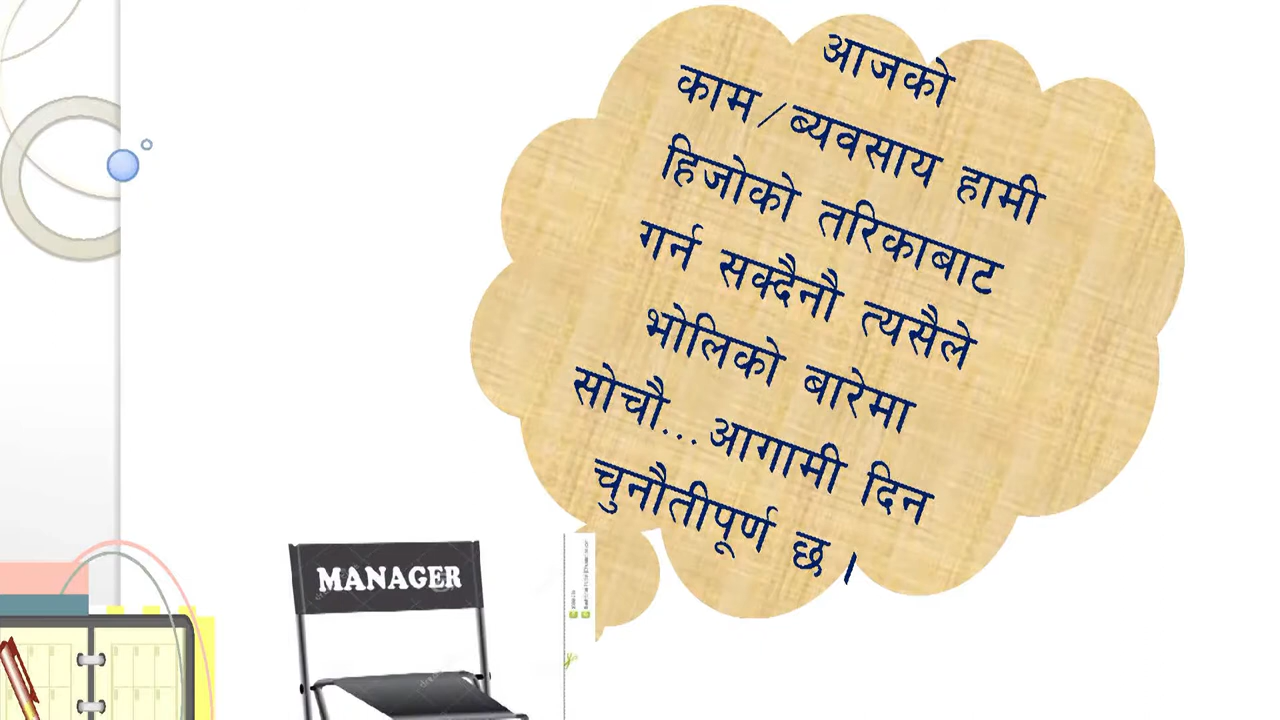 आजको
काम/ब्यवसाय हामी
हिजोको तरिकाबाट
गर्न सक्दैनौ त्यसैले
भोलिको बारेमा
सोचौ...आगामी दिन
चुनौतीपूर्ण छ ।
MANAGER